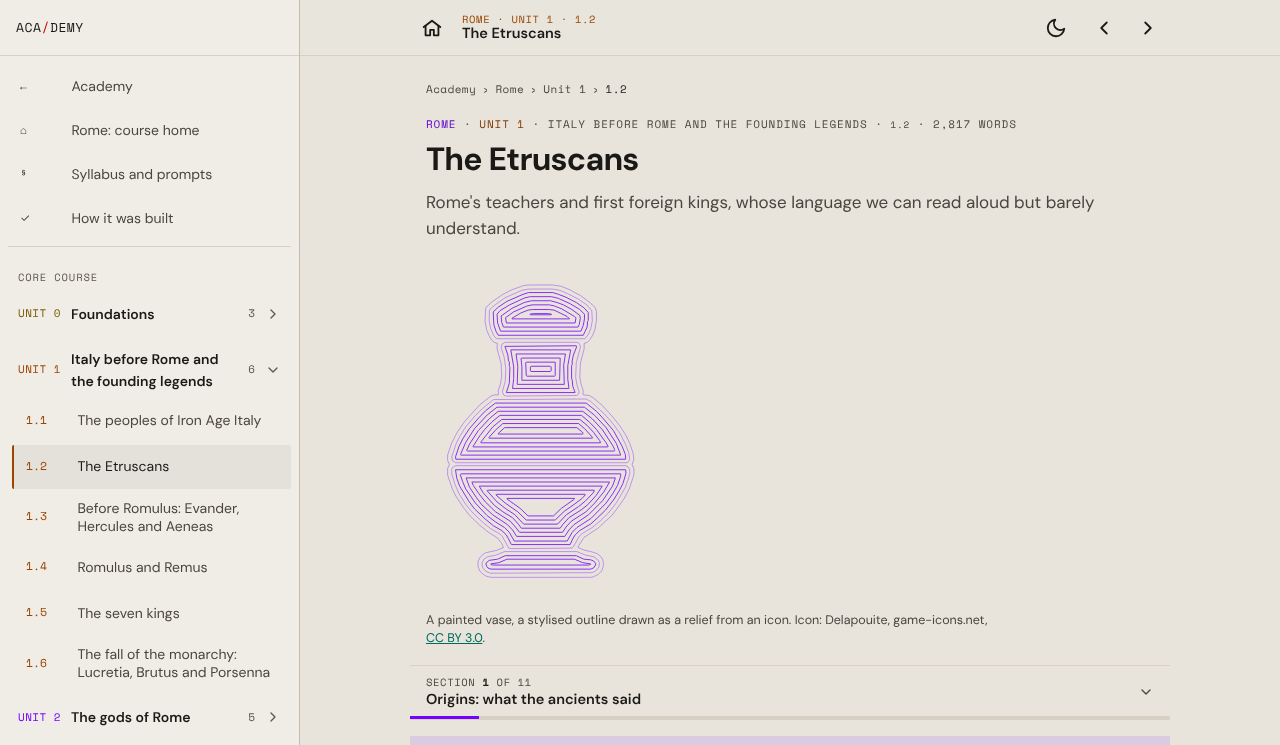 ACA/DEMY
← Academy
⌂ Rome: course home
§ Syllabus and prompts
✓ How it was built
CORE COURSE
UNIT 0 Foundations 3
UNIT 1 Italy before Rome and
the founding legends 6
1.1 The peoples of Iron Age Italy
1.2 The Etruscans
1.3 Before Romulus: Evander,
Hercules and Aeneas
1.4 Romulus and Remus
1.5 The seven kings
1.6 The fall of the monarchy:
Lucretia, Brutus and Porsenna
UNIT 2 The gods of Rome 5
ROME · UNIT 1 · 1.2
The Etruscans
Academy › Rome › Unit 1 › 1.2
ROME · UNIT 1 · ITALY BEFORE ROME AND THE FOUNDING LEGENDS · 1.2 · 2,817 WORDS
The Etruscans
Rome's teachers and first foreign kings, whose language we can read aloud but barely
understand.
A painted vase, a stylised outline drawn as a relief from an icon. Icon: Delapouite, game-icons.net,
CC BY 3.0.
SECTION 1 OF 11
Origins: what the ancients said